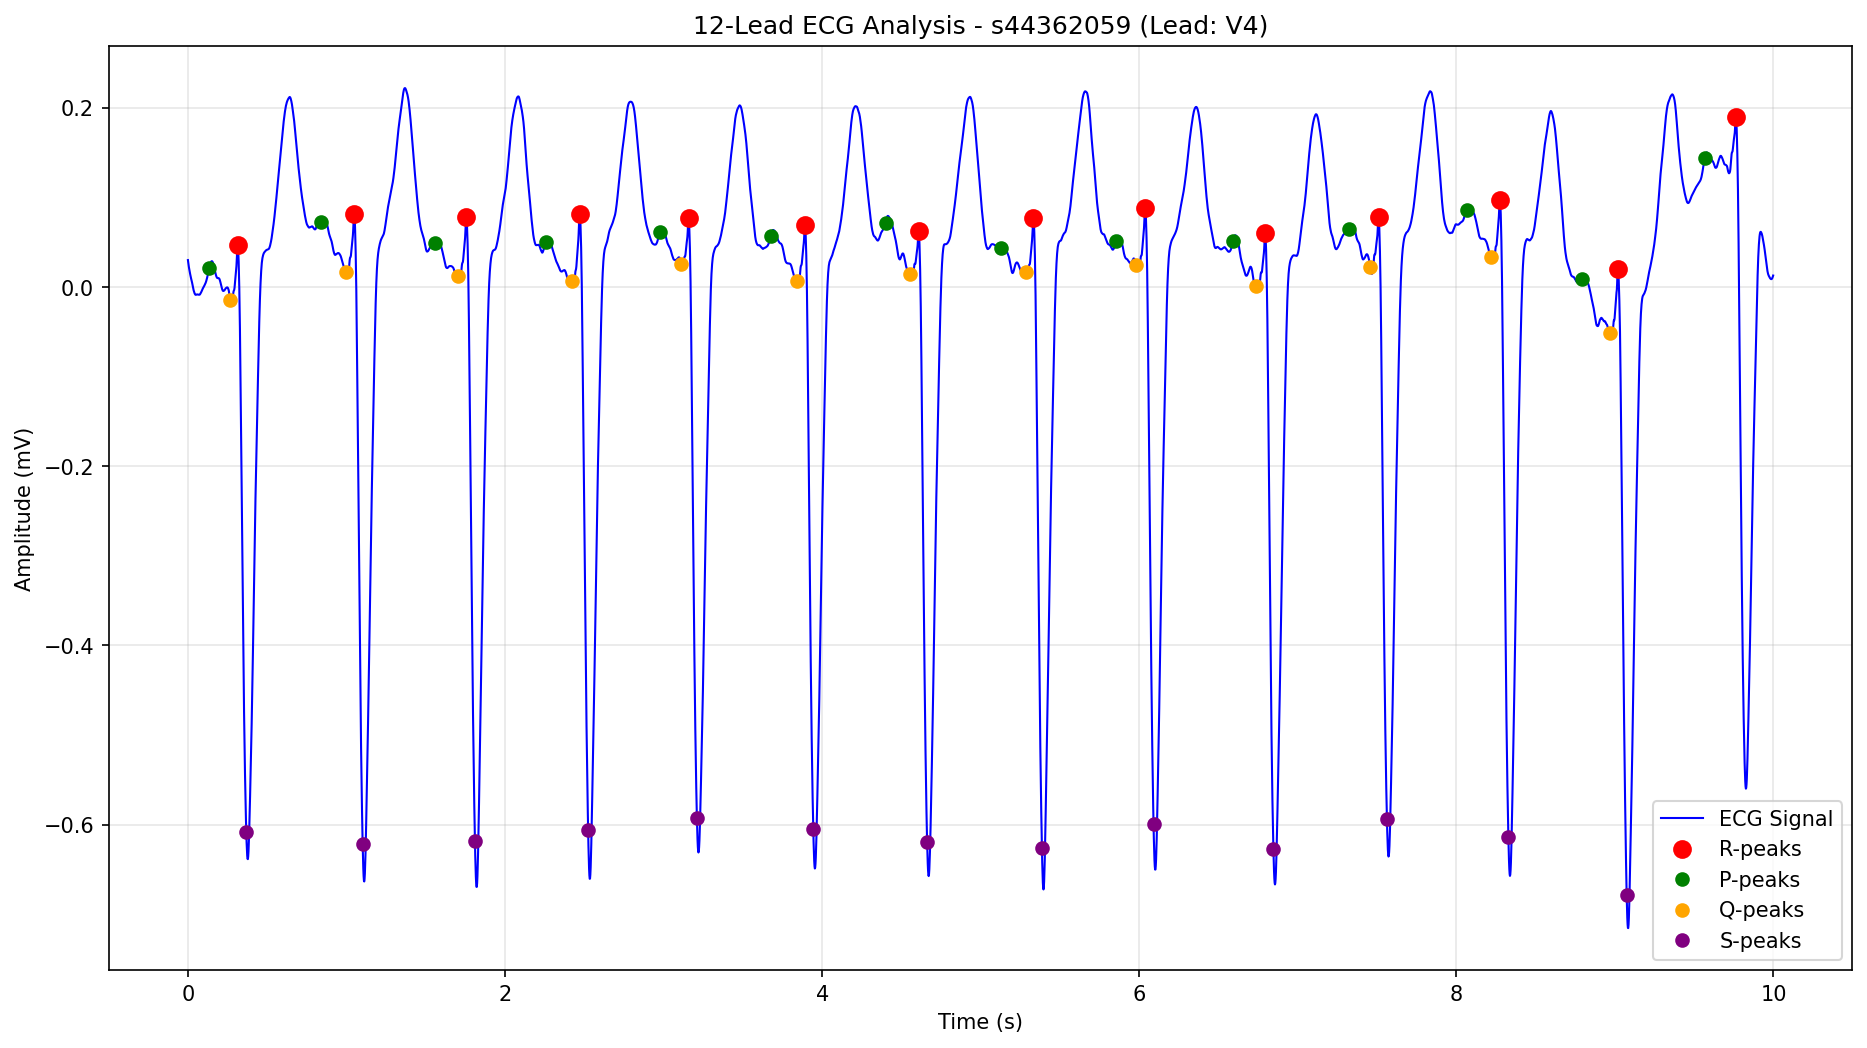 12-Lead ECG Analysis - s44362059 (Lead: V4)
Amplitude (mV)
0.2
0.0
−0.2
−0.4
−0.6
0 2 4 6 8 10
Time (s)
ECG Signal
R-peaks
P-peaks
Q-peaks
S-peaks